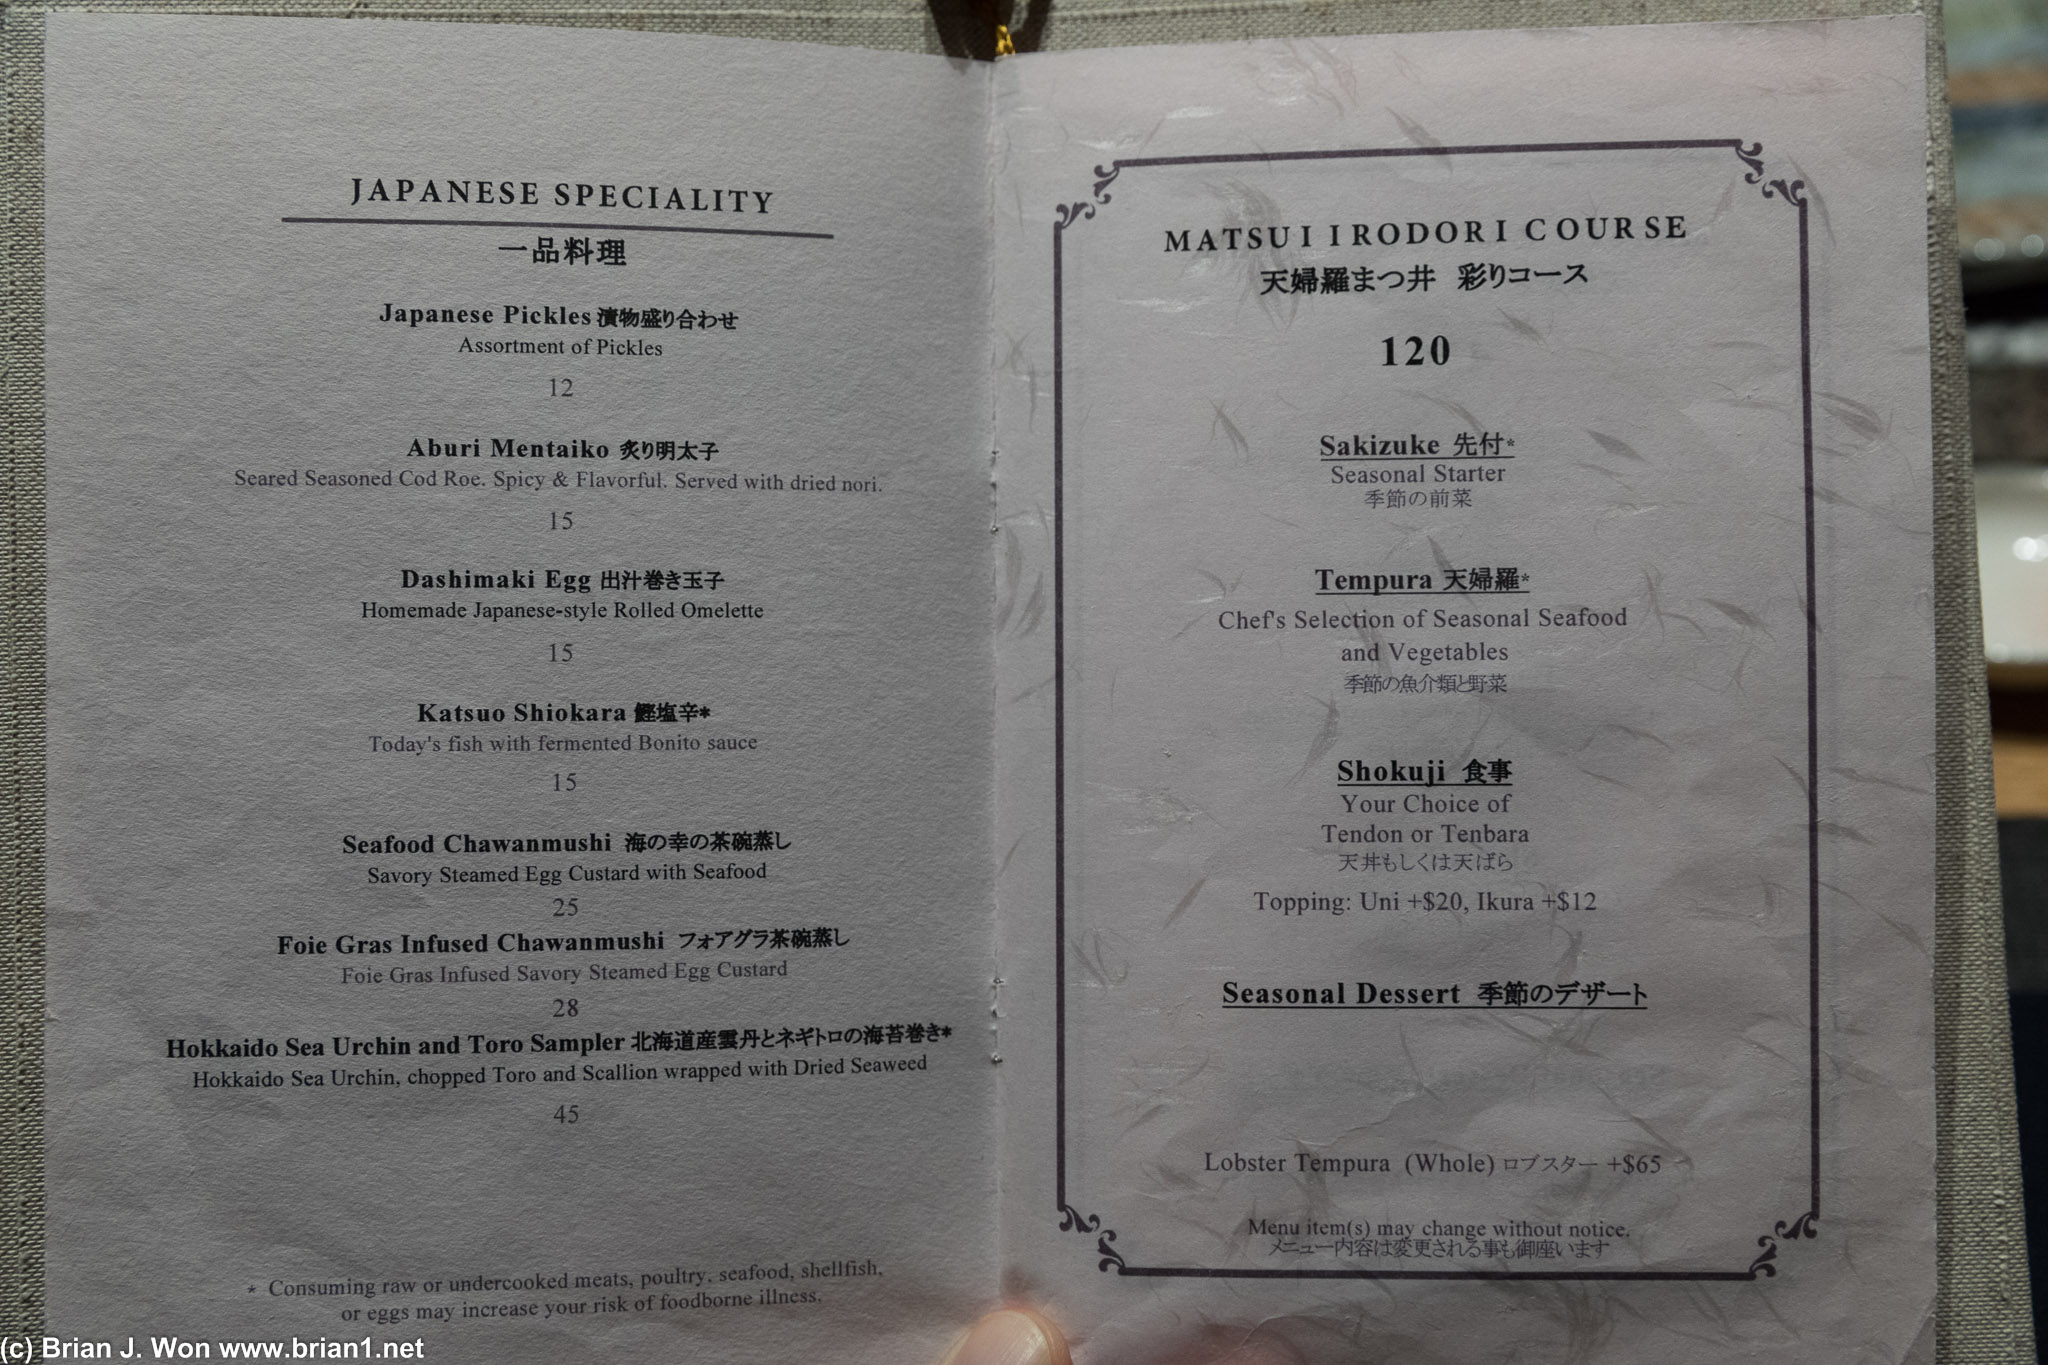 JAPANESE SPECIALITY
一品料理
Japanese Pickles 漬物盛り合わせ
Assortment of Pickles
12
Aburi Mentaiko 炙り明太子
Seared Seasoned Cod Roe. Spicy & Flavorful. Served with dried nori.
15
Dashimaki Egg 出汁巻き玉子
Homemade Japanese-style Rolled Omelette
15
Katsuo Shiokara 鰹塩辛*
Today's fish with fermented Bonito sauce
15
Seafood Chawanmushi 海の幸の茶碗蒸し
Savory Steamed Egg Custard with Seafood
25
Foie Gras Infused Chawanmushi フォアグラ茶碗蒸し
Foie Gras Infused Savory Steamed Egg Custard
28
Hokkaido Sea Urchin and Toro Sampler 北海道産雲丹とネギトロの海苔巻き*
Hokkaido Sea Urchin, chopped Toro and Scallion wrapped with Dried Seaweed
45
* Consuming raw or undercooked meats, poultry, seafood, shellfish,
or eggs may increase your risk of foodborne illness.
MATSUI IRODORI COURSE
天婦羅まつ井 彩りコース
120
Sakizuke 先付*
Seasonal Starter
季節の前菜
Tempura 天婦羅*
Chef's Selection of Seasonal Seafood
and Vegetables
季節の魚介類と野菜
Shokuji 食事
Your Choice of
Tendon or Tenbara
天丼もしくは天ばら
Topping: Uni +$20, Ikura +$12
Seasonal Dessert 季節のデザート
Lobster Tempura (Whole) ロブスター +$65
Menu item(s) may change without notice.
メニュー内容は変更される事も御座います
(c) Brian J. Won www.brian1.net